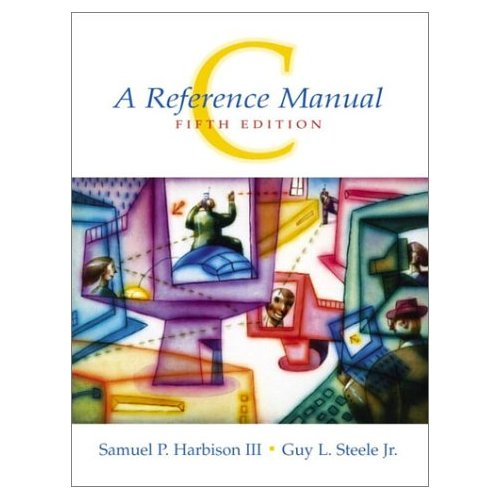 C
A Reference Manual
FIFTH EDITION
Samuel P. Harbison III • Guy L. Steele Jr.